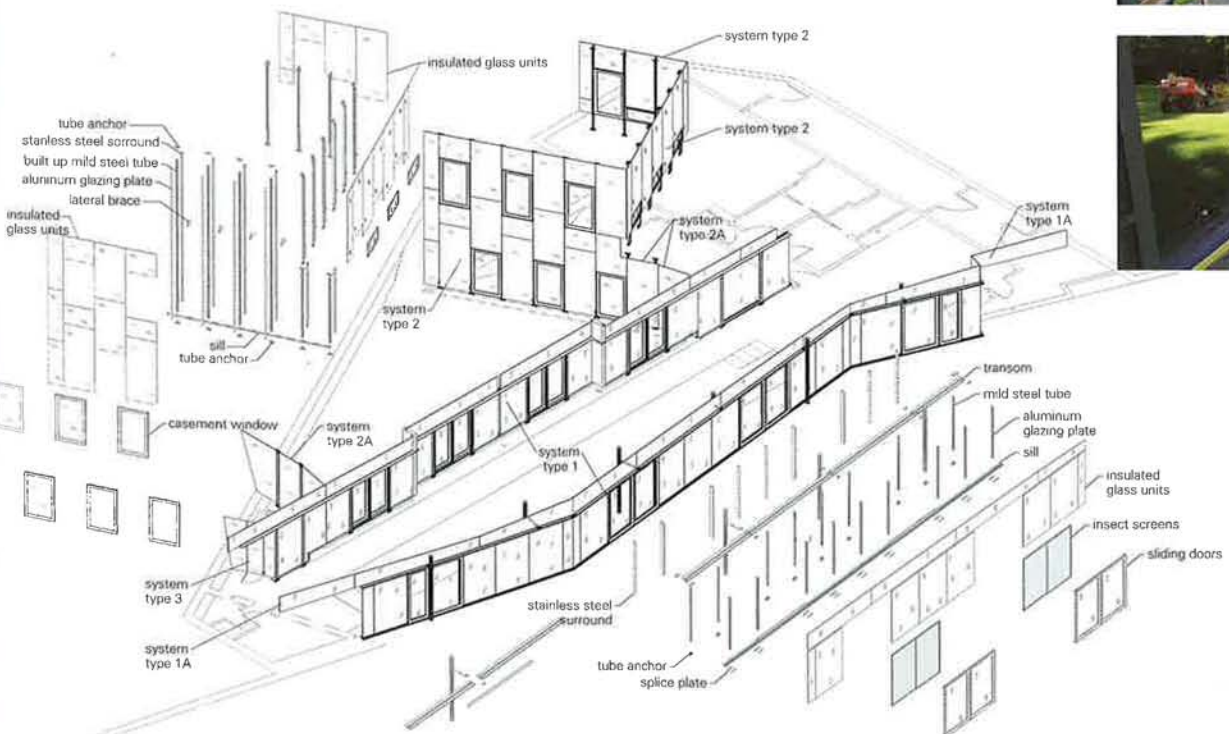 system type 2
insulated glass units
tube anchor
stanless steel sorround
built up mild steel tube
aluminum glazing plate
lateral brace
insulated
glass units
system type 2
system
type 2A
system
type 1A
system
type 2
sill
tube anchor
transom
mild steel tube
aluminum
glazing plate
sill
casement window
system
type 2A
system
type 1
insulated
glass units
insect screens
sliding doors
system
type 3
stainless steel
surround
system
type 1A
tube anchor
splice plate